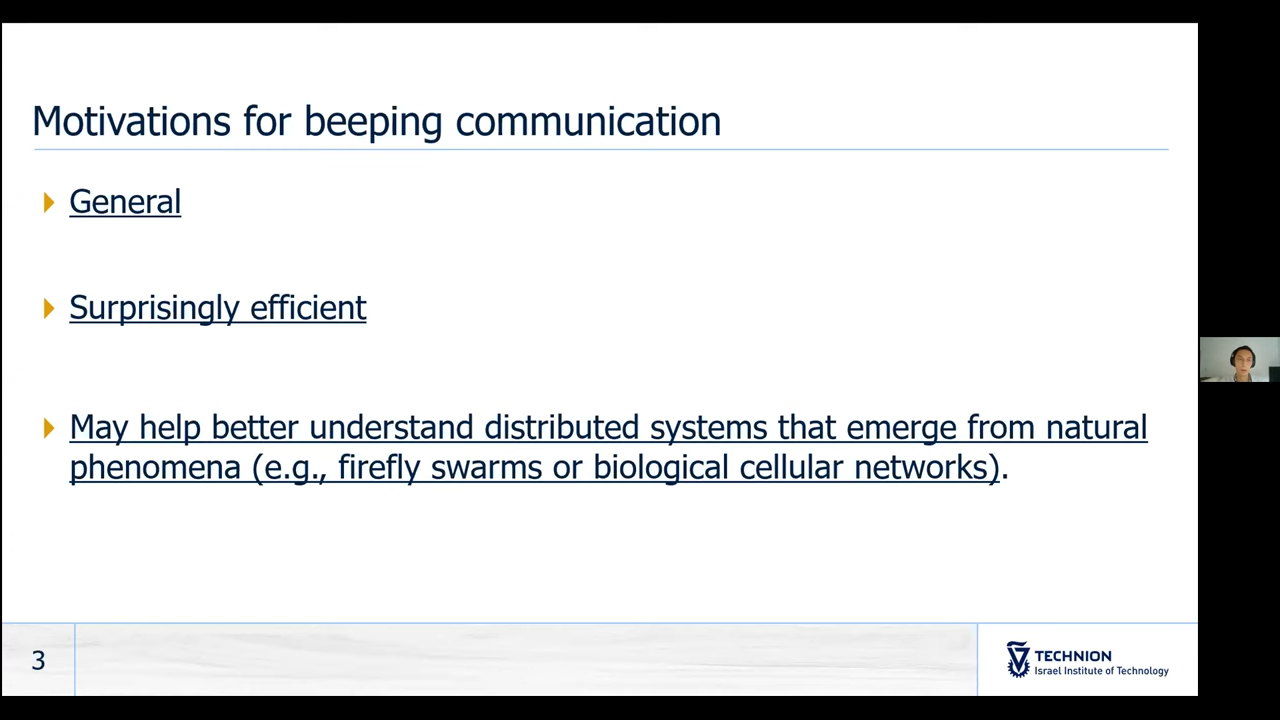 Motivations for beeping communication
General
Surprisingly efficient
May help better understand distributed systems that emerge from natural
phenomena (e.g., firefly swarms or biological cellular networks).
3
TECHNION
Israel Institute of Technology